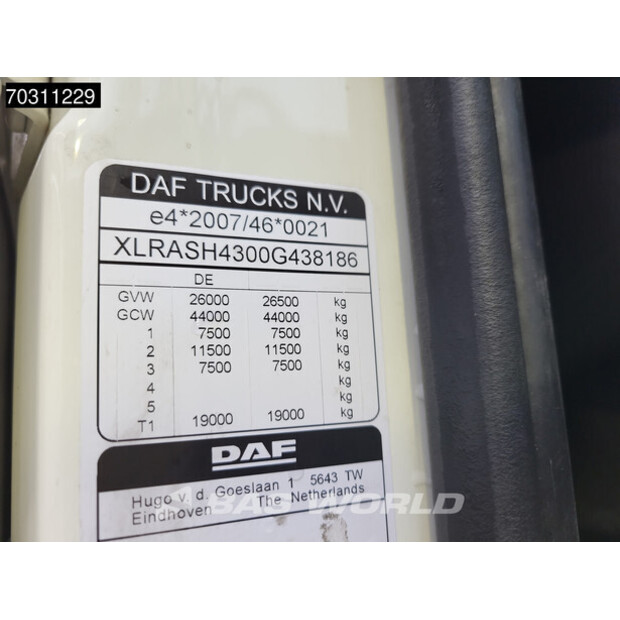 70311229
DAF TRUCKS N.V.
e4*2007/46*0021
XLRASH4300G438186
DE
GVW 26000 26500 kg
GCW 44000 44000 kg
1 7500 7500 kg
2 11500 11500 kg
3 7500 7500 kg
4 kg
5 kg
T1 19000 19000 kg
DAF
Hugo v. d. Goeslaan 1 5643 TW
Eindhoven The Netherlands
BAS WORLD